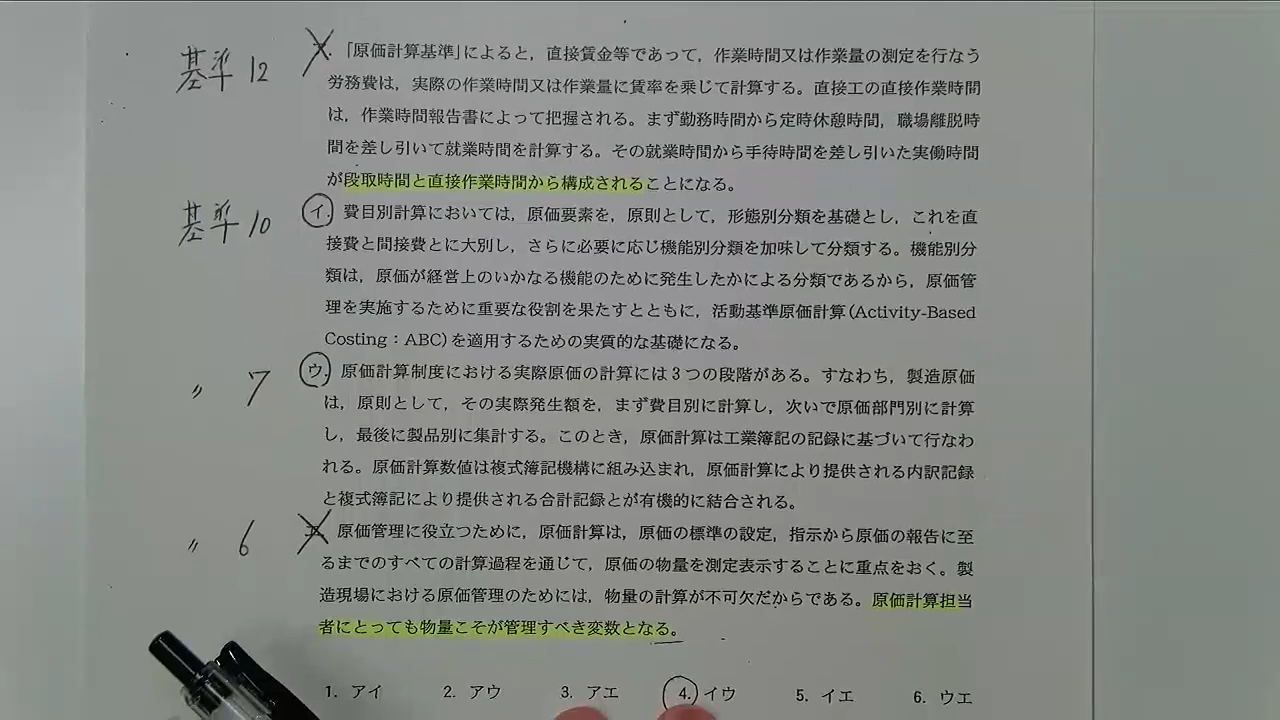 基準12 ア.「原価計算基準」によると，直接賃金等であって，作業時間又は作業量の測定を行なう
労務費は，実際の作業時間又は作業量に賃率を乗じて計算する。直接工の直接作業時間
は，作業時間報告書によって把握される。まず勤務時間から定時休憩時間，職場離脱時
間を差し引いて就業時間を計算する。その就業時間から手待時間を差し引いた実働時間
が段取時間と直接作業時間から構成されることになる。
基準10 イ. 費目別計算においては，原価要素を，原則として，形態別分類を基礎とし，これを直
接費と間接費とに大別し，さらに必要に応じ機能別分類を加味して分類する。機能別分
類は，原価が経営上のいかなる機能のために発生したかによる分類であるから，原価管
理を実施するために重要な役割を果たすとともに，活動基準原価計算(Activity-Based
Costing：ABC)を適用するための実質的な基礎になる。
〃 7 ウ. 原価計算制度における実際原価の計算には3つの段階がある。すなわち，製造原価
は，原則として，その実際発生額を，まず費目別に計算し，次いで原価部門別に計算
し，最後に製品別に集計する。このとき，原価計算は工業簿記の記録に基づいて行なわ
れる。原価計算数値は複式簿記機構に組み込まれ，原価計算により提供される内訳記録
と複式簿記により提供される合計記録とが有機的に結合される。
〃 6 エ. 原価管理に役立つために，原価計算は，原価の標準の設定，指示から原価の報告に至
るまでのすべての計算過程を通じて，原価の物量を測定表示することに重点をおく。製
造現場における原価管理のためには，物量の計算が不可欠だからである。原価計算担当
者にとっても物量こそが管理すべき変数となる。
1. アイ 2. アウ 3. アエ 4. イウ 5. イエ 6. ウエ